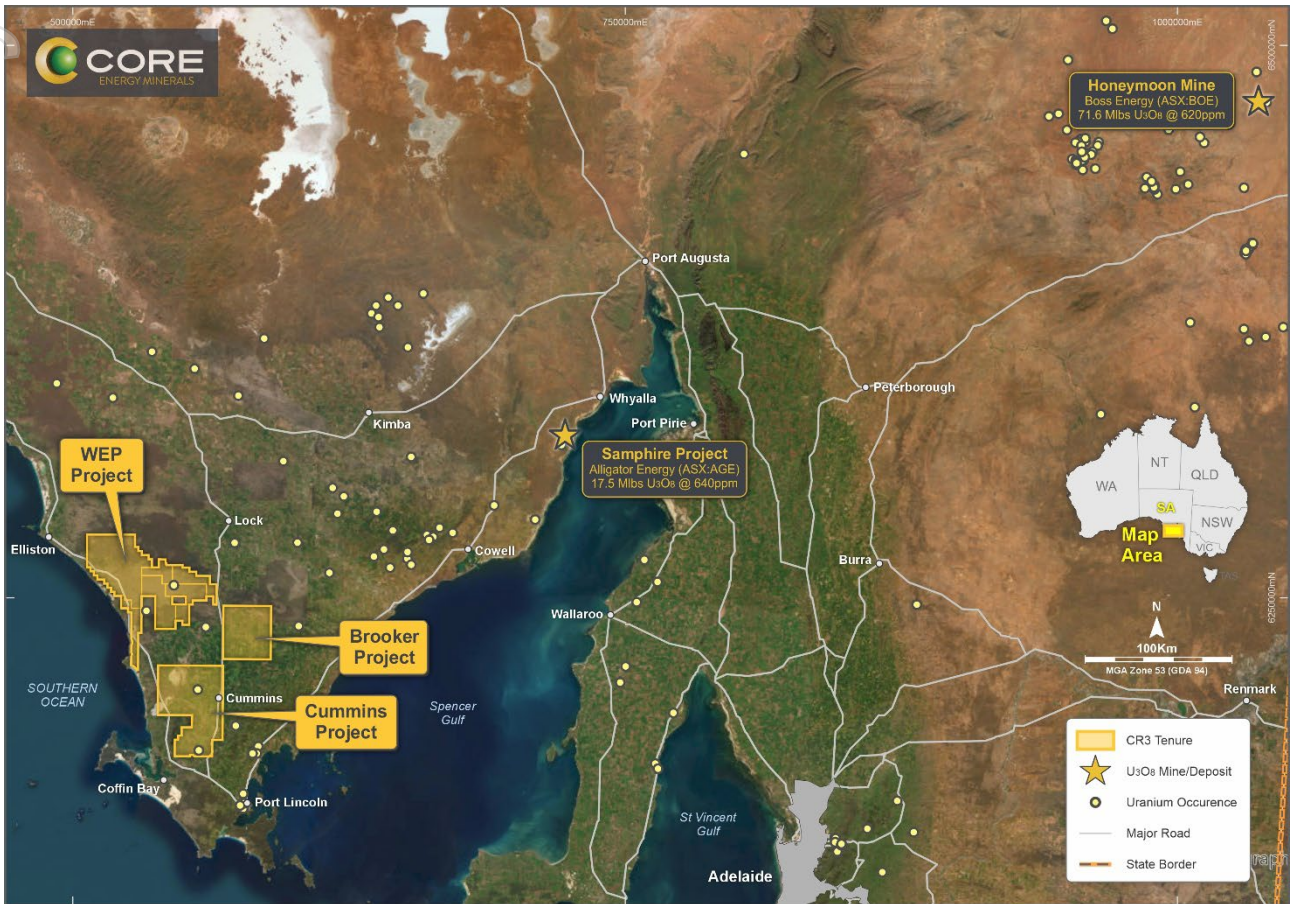 500000mE
750000mE
1000000mE
6500000mN
6250000mN
CORE
ENERGY MINERALS
Honeymoon Mine
Boss Energy (ASX:BOE)
71.6 Mlbs U3O8 @ 620ppm
Port Augusta
Whyalla
Port Pirie
Peterborough
Kimba
Samphire Project
Alligator Energy (ASX:AGE)
17.5 Mlbs U3O8 @ 640ppm
WEP
Project
Lock
Elliston
Cowell
Burra
Wallaroo
Brooker
Project
Cummins
Cummins
Project
SOUTHERN
OCEAN
Spencer
Gulf
Coffin Bay
Port Lincoln
St Vincent
Gulf
Adelaide
Renmark
WA
NT
QLD
SA
NSW
VIC
TAS
Map
Area
N
100Km
MGA Zone 53 (GDA 94)
CR3 Tenure
U3O8 Mine/Deposit
Uranium Occurence
Major Road
State Border